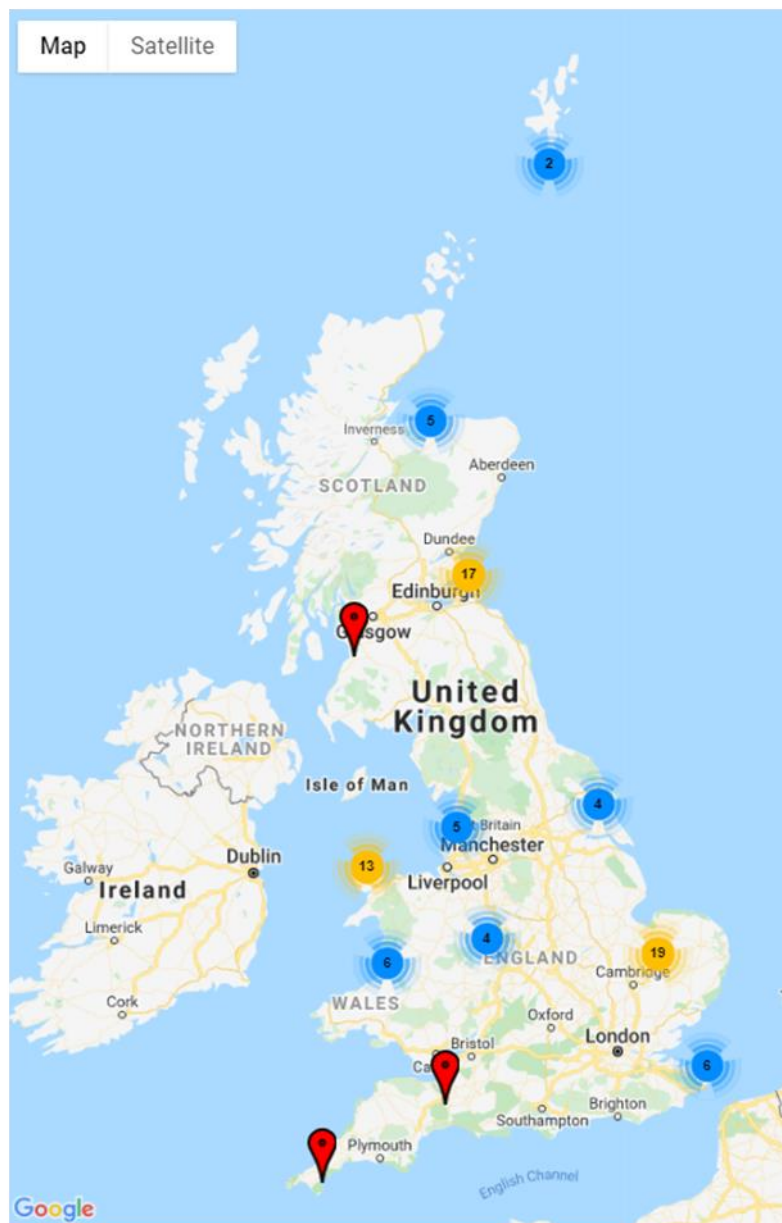 Map
Satellite
2
5
Inverness
Aberdeen
SCOTLAND
Dundee
17
Edinburgh
Glasgow
United
Kingdom
NORTHERN
IRELAND
Isle of Man
4
5
Britain
Manchester
13
Dublin
Galway
Liverpool
Ireland
Limerick
4
19
ENGLAND
6
Cambridge
WALES
Cork
Oxford
London
Bristol
6
Brighton
Southampton
Plymouth
English Channel
Google